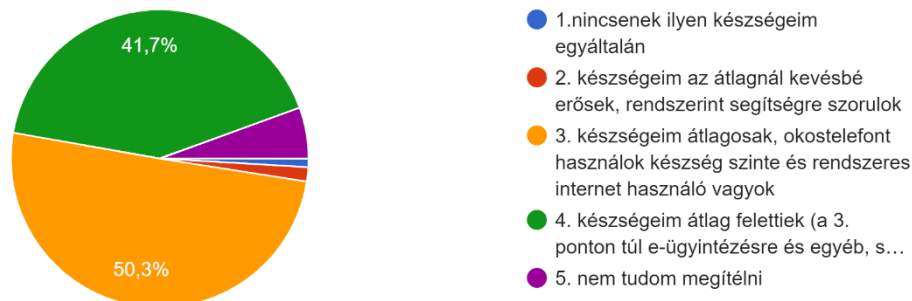 41,7%
50,3%
1.nincsenek ilyen készségeim
egyáltalán
2. készségeim az átlagnál kevésbé
erősek, rendszerint segítségre szorulok
3. készségeim átlagosak, okostelefont
használok készség szinte és rendszeres
internet használó vagyok
4. készségeim átlag felettiek (a 3.
ponton túl e-ügyintézésre és egyéb, s…
5. nem tudom megítélni